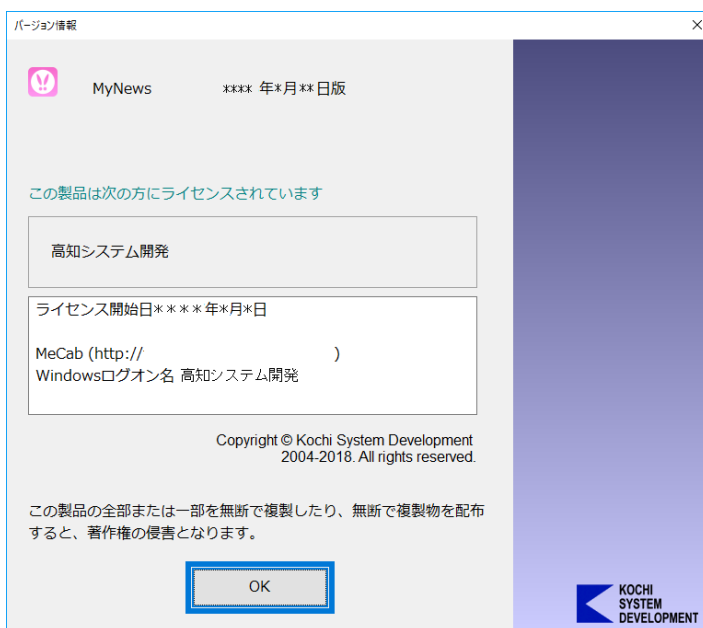 バージョン情報
MyNews **** 年*月**日版
この製品は次の方にライセンスされています
高知システム開発
ライセンス開始日****年*月*日
MeCab (http:// )
Windowsログオン名 高知システム開発
Copyright © Kochi System Development
2004-2018. All rights reserved.
この製品の全部または一部を無断で複製したり、無断で複製物を配布
すると、著作権の侵害となります。
OK
KOCHI
SYSTEM
DEVELOPMENT